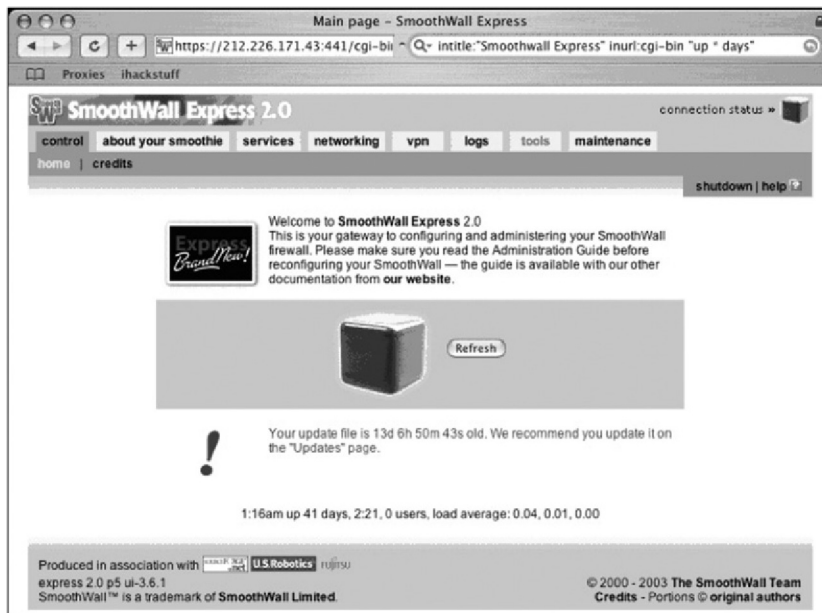 Main page – SmoothWall Express
https://212.226.171.43:441/cgi-bin
intitle:"Smoothwall Express" inurl:cgi-bin "up * days"
Proxies ihackstuff
SmoothWall Express 2.0
connection status »
control about your smoothie services networking vpn logs tools maintenance
home | credits
shutdown | help
Express
Brand New!
Welcome to SmoothWall Express 2.0
This is your gateway to configuring and administering your SmoothWall
firewall. Please make sure you read the Administration Guide before
reconfiguring your SmoothWall — the guide is available with our other
documentation from our website.
Refresh
!
Your update file is 13d 6h 50m 43s old. We recommend you update it on
the "Updates" page.
1:16am up 41 days, 2:21, 0 users, load average: 0.04, 0.01, 0.00
Produced in association with U.S.Robotics
express 2.0 p5 ui-3.6.1
SmoothWall™ is a trademark of SmoothWall Limited.
© 2000 - 2003 The SmoothWall Team
Credits - Portions © original authors